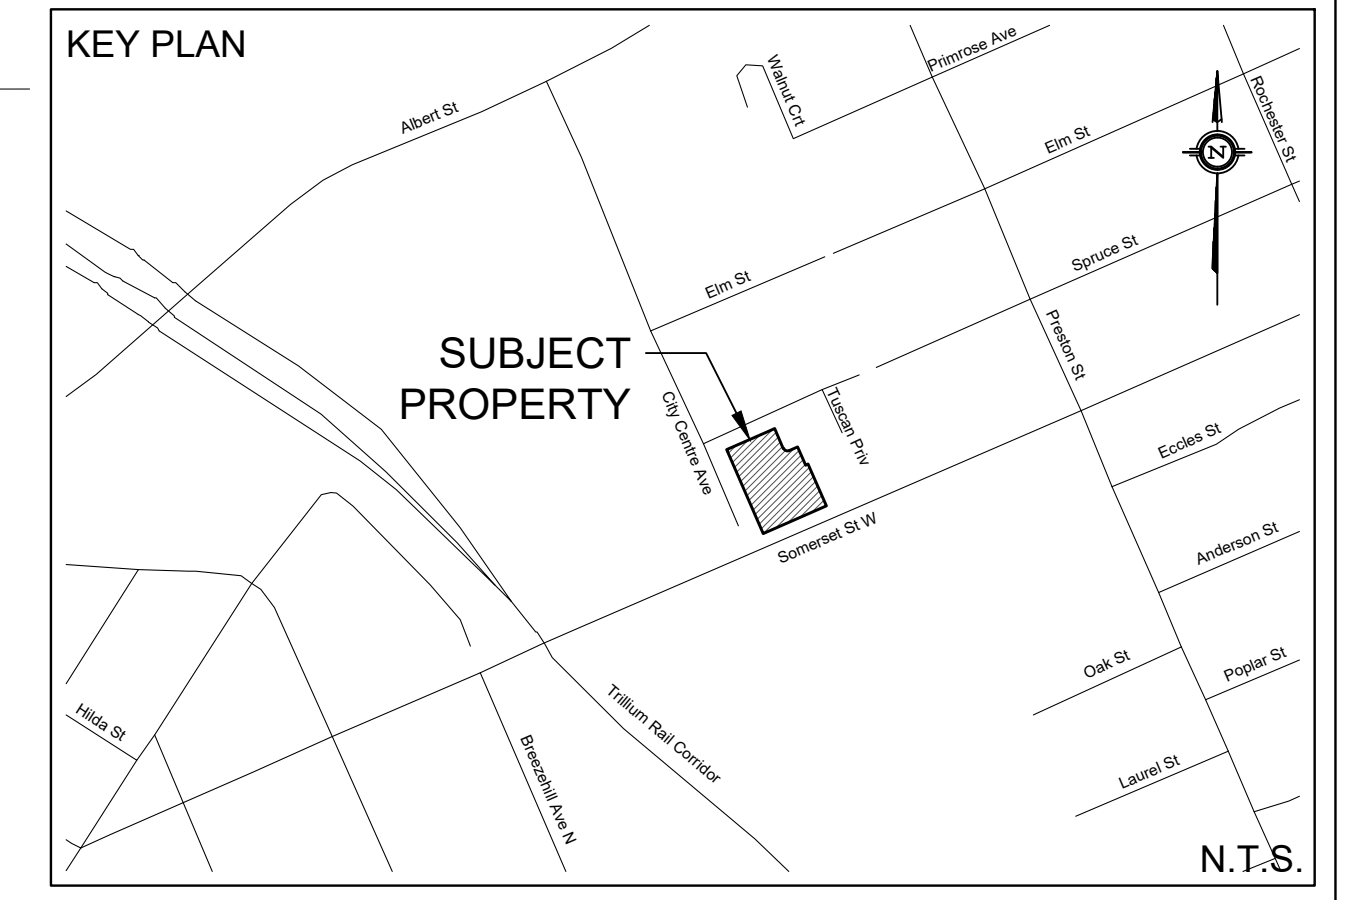 KEY PLAN
Primrose Ave
Walnut Crt
Albert St
Rochester St
Elm St
N
Spruce St
Elm St
Preston St
SUBJECT
PROPERTY
City Centre Ave
Tuscan Priv
Eccles St
Somerset St W
Anderson St
Oak St
Poplar St
Hilda St
Trillium Rail Corridor
Breezehill Ave N
Laurel St
N.T.S.